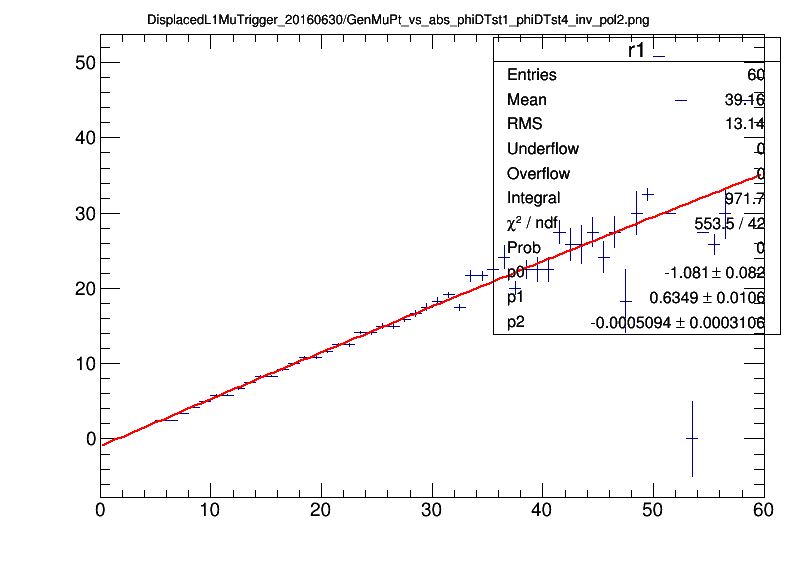 DisplacedL1MuTrigger_20160630/GenMuPt_vs_abs_phiDTst1_phiDTst4_inv_pol2.png
r1
Entries 60
Mean 39.16
RMS 13.14
Underflow 0
Overflow 0
Integral 971.7
χ² / ndf 553.5 / 42
Prob 0
p0 -1.081 ± 0.082
p1 0.6349 ± 0.0106
p2 -0.0005094 ± 0.0003106
50
40
30
20
10
0
0 10 20 30 40 50 60